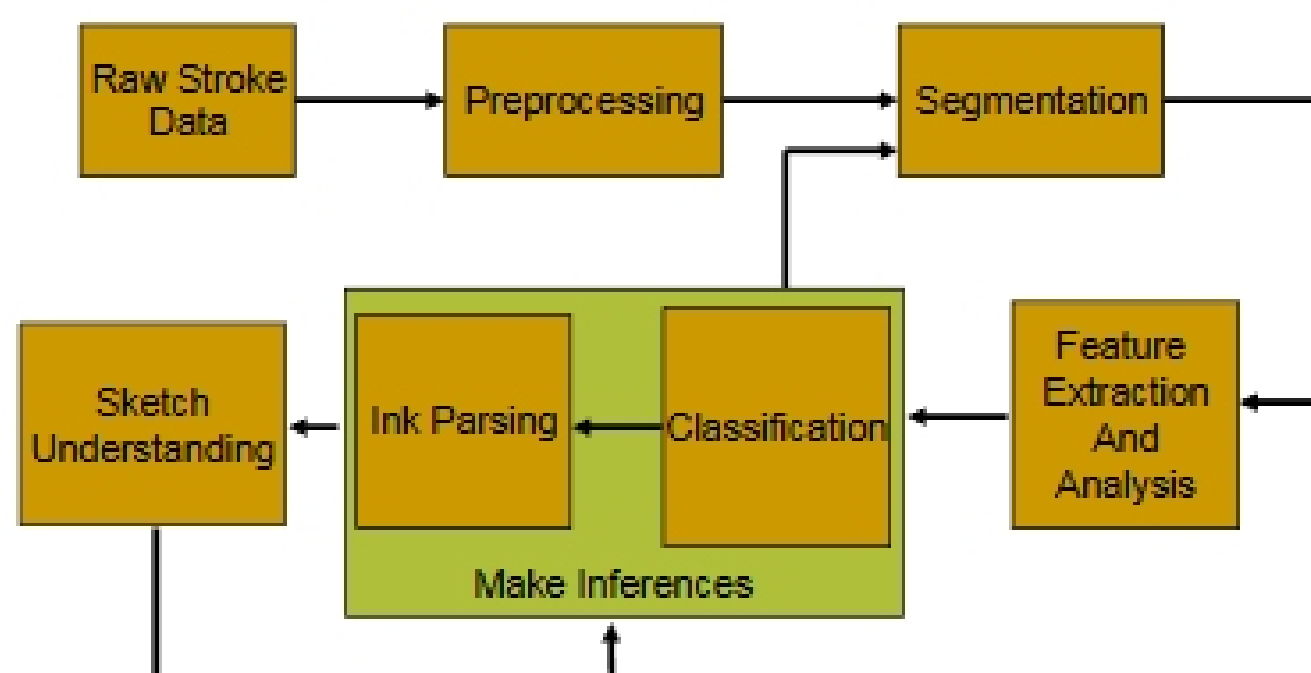 Raw Stroke
Data
Preprocessing
Segmentation
Sketch
Understanding
Ink Parsing
Classification
Feature
Extraction
And
Analysis
Make Inferences